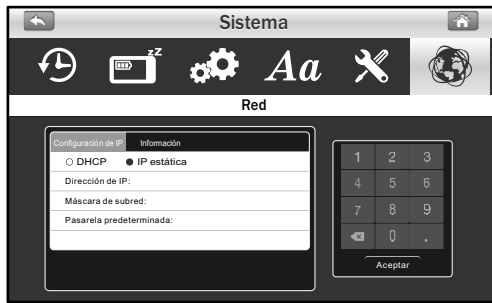 Sistema
zZ
Aa
Red
Configuración de IP Información
DHCP IP estática
Dirección de IP:
Máscara de subred:
Pasarela predeterminada:
1 2 3
4 5 6
7 8 9
0 .
Aceptar